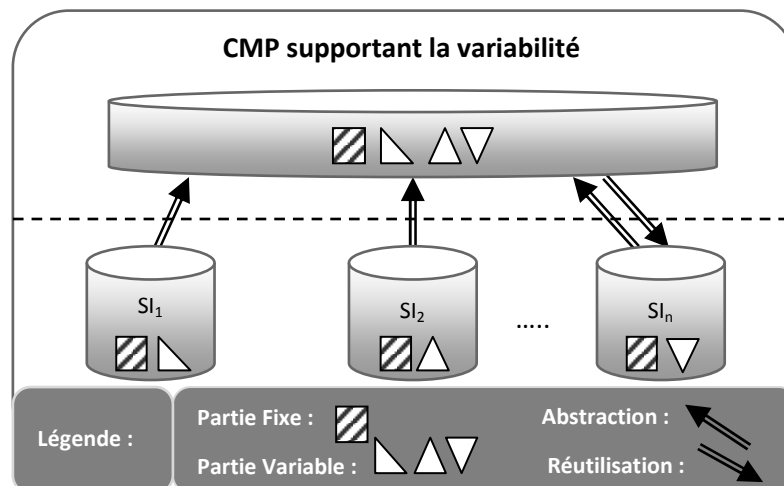 CMP supportant la variabilité
SI1
SI2
.....
SIn
Légende :
Partie Fixe :
Abstraction :
Partie Variable :
Réutilisation :